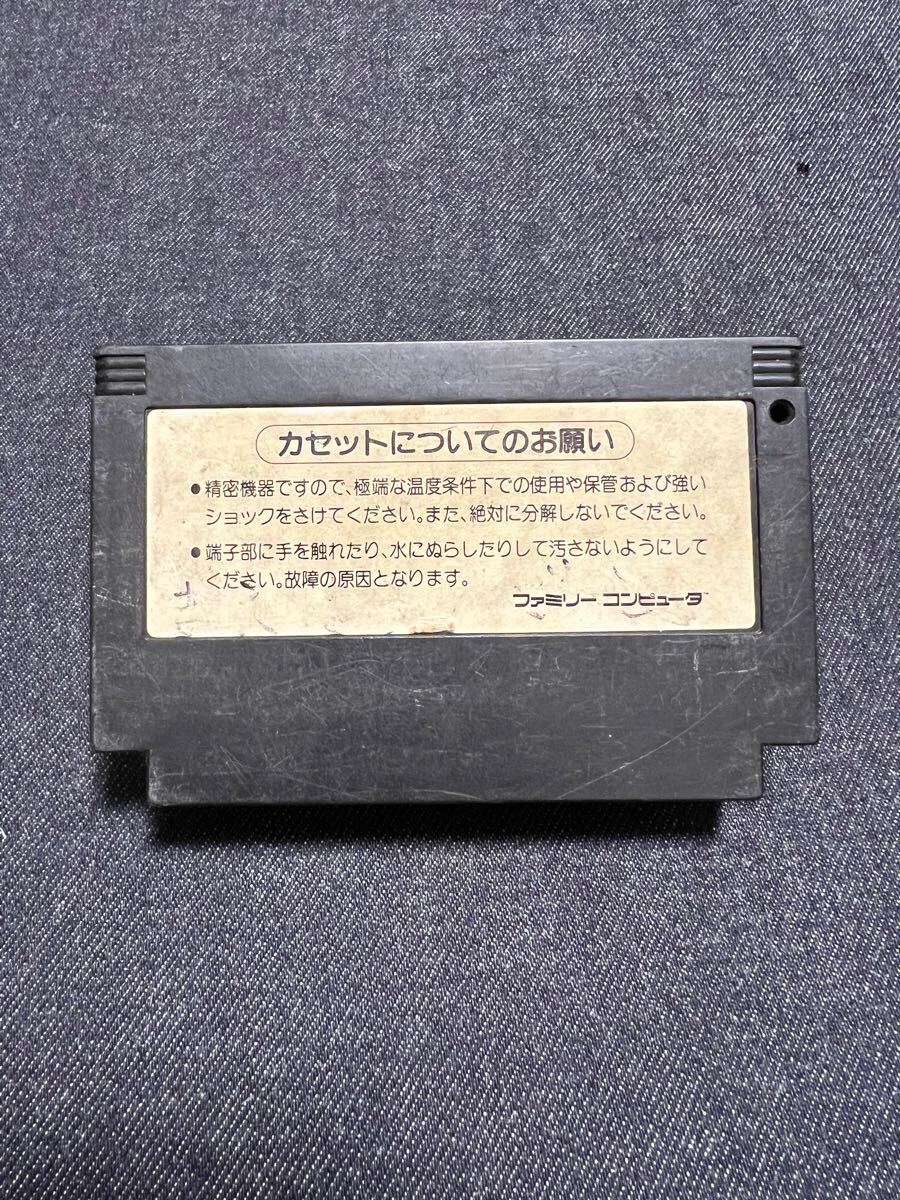 カセットについてのお願い
●精密機器ですので、極端な温度条件下での使用や保管および強い
ショックをさけてください。また、絶対に分解しないでください。
●端子部に手を触れたり、水にぬらしたりして汚さないようにして
ください。故障の原因となります。
ファミリーコンピュータ™